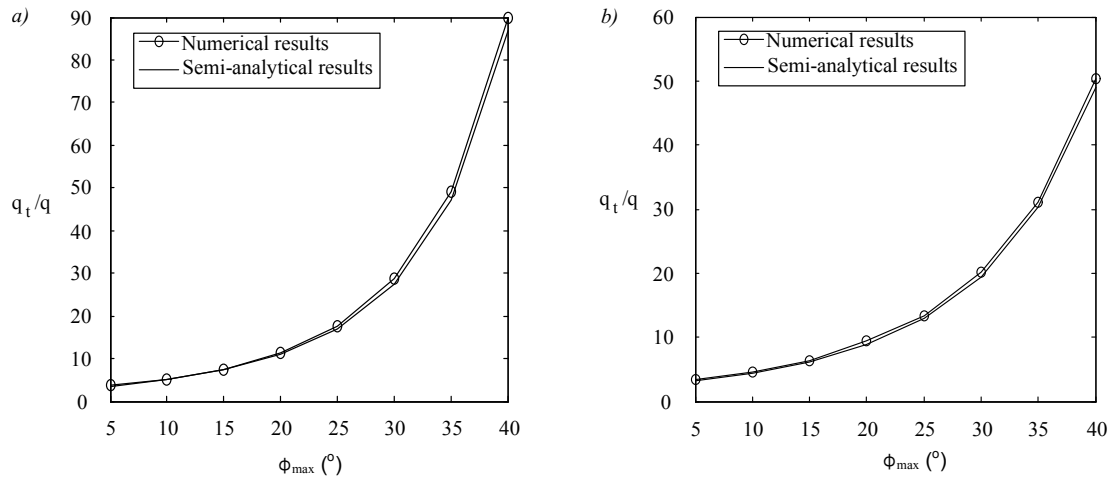 a)
90
80
70
60
50
40
30
20
10
0
q t /q
Numerical results
Semi-analytical results
5 10 15 20 25 30 35 40
ϕmax (o)
b)
60
50
40
30
20
10
0
q t /q
Numerical results
Semi-analytical results
5 10 15 20 25 30 35 40
ϕmax (o)